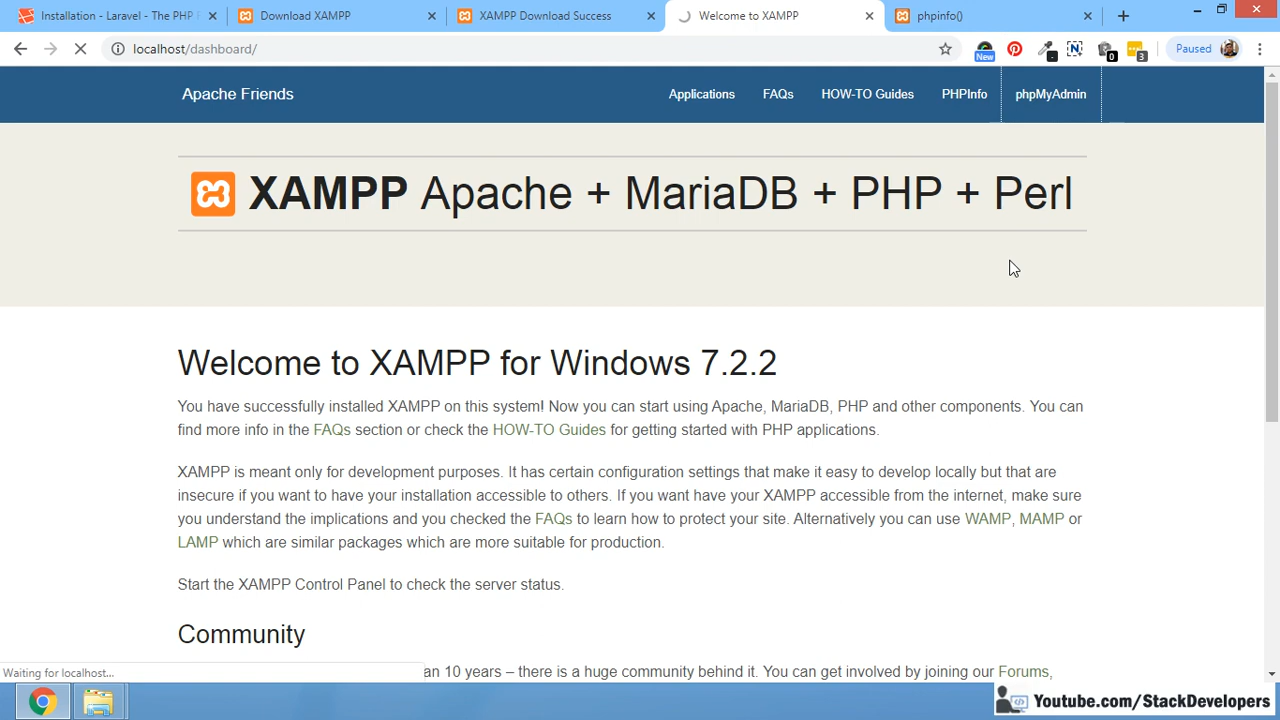 Installation - Laravel - The PHP F
Download XAMPP
XAMPP Download Success
Welcome to XAMPP
phpinfo()
localhost/dashboard/
New
0
3
Paused
Apache Friends
Applications
FAQs
HOW-TO Guides
PHPInfo
phpMyAdmin
XAMPP Apache + MariaDB + PHP + Perl
Welcome to XAMPP for Windows 7.2.2
You have successfully installed XAMPP on this system! Now you can start using Apache, MariaDB, PHP and other components. You can
find more info in the FAQs section or check the HOW-TO Guides for getting started with PHP applications.
XAMPP is meant only for development purposes. It has certain configuration settings that make it easy to develop locally but that are
insecure if you want to have your installation accessible to others. If you want have your XAMPP accessible from the internet, make sure
you understand the implications and you checked the FAQs to learn how to protect your site. Alternatively you can use WAMP, MAMP or
LAMP which are similar packages which are more suitable for production.
Start the XAMPP Control Panel to check the server status.
Community
Waiting for localhost...
an 10 years – there is a huge community behind it. You can get involved by joining our Forums,
Youtube.com/StackDevelopers